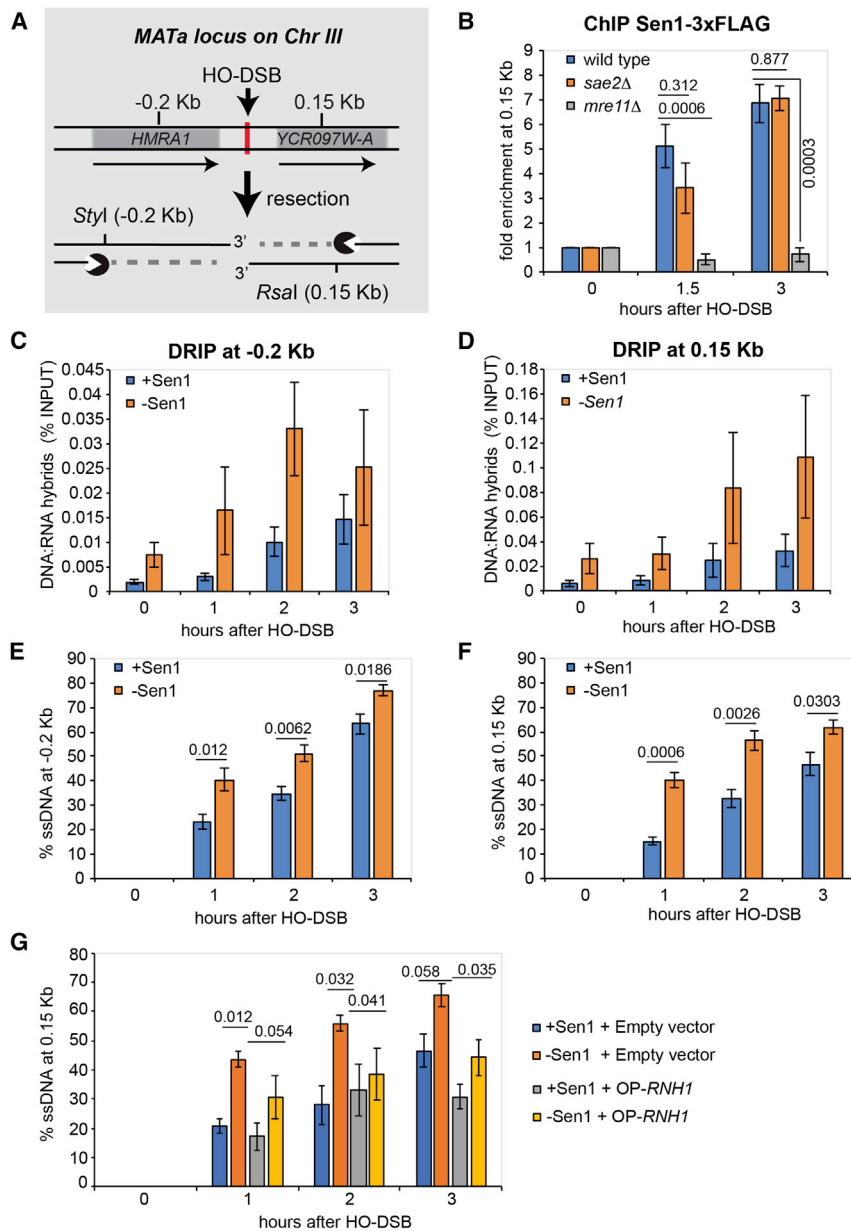 A
MATa locus on Chr III
HO-DSB
-0.2 Kb
0.15 Kb
HMRA1
YCR097W-A
resection
StyI (-0.2 Kb)
3'
3'
RsaI (0.15 Kb)
B
ChIP Sen1-3xFLAG
fold enrichment at 0.15 Kb
9
8
7
6
5
4
3
2
1
0
wild type
sae2Δ
mre11Δ
0.312
0.0006
0.877
0.0003
0
1.5
3
hours after HO-DSB
C
DRIP at -0.2 Kb
DNA:RNA hybrids (% INPUT)
0.045
0.04
0.035
0.03
0.025
0.02
0.015
0.01
0.005
0
+Sen1
-Sen1
0
1
2
3
hours after HO-DSB
D
DRIP at 0.15 Kb
DNA:RNA hybrids (% INPUT)
0.18
0.16
0.14
0.12
0.1
0.08
0.06
0.04
0.02
0
+Sen1
-Sen1
0
1
2
3
hours after HO-DSB
E
% ssDNA at -0.2 Kb
90
80
70
60
50
40
30
20
10
0
+Sen1
-Sen1
0.012
0.0062
0.0186
0
1
2
3
hours after HO-DSB
F
% ssDNA at 0.15 Kb
90
80
70
60
50
40
30
20
10
0
+Sen1
-Sen1
0.0006
0.0026
0.0303
0
1
2
3
hours after HO-DSB
G
% ssDNA at 0.15 Kb
80
70
60
50
40
30
20
10
0
0.012
0.054
0.032
0.041
0.058
0.035
0
1
2
3
hours after HO-DSB
+Sen1 + Empty vector
-Sen1 + Empty vector
+Sen1 + OP-RNH1
-Sen1 + OP-RNH1